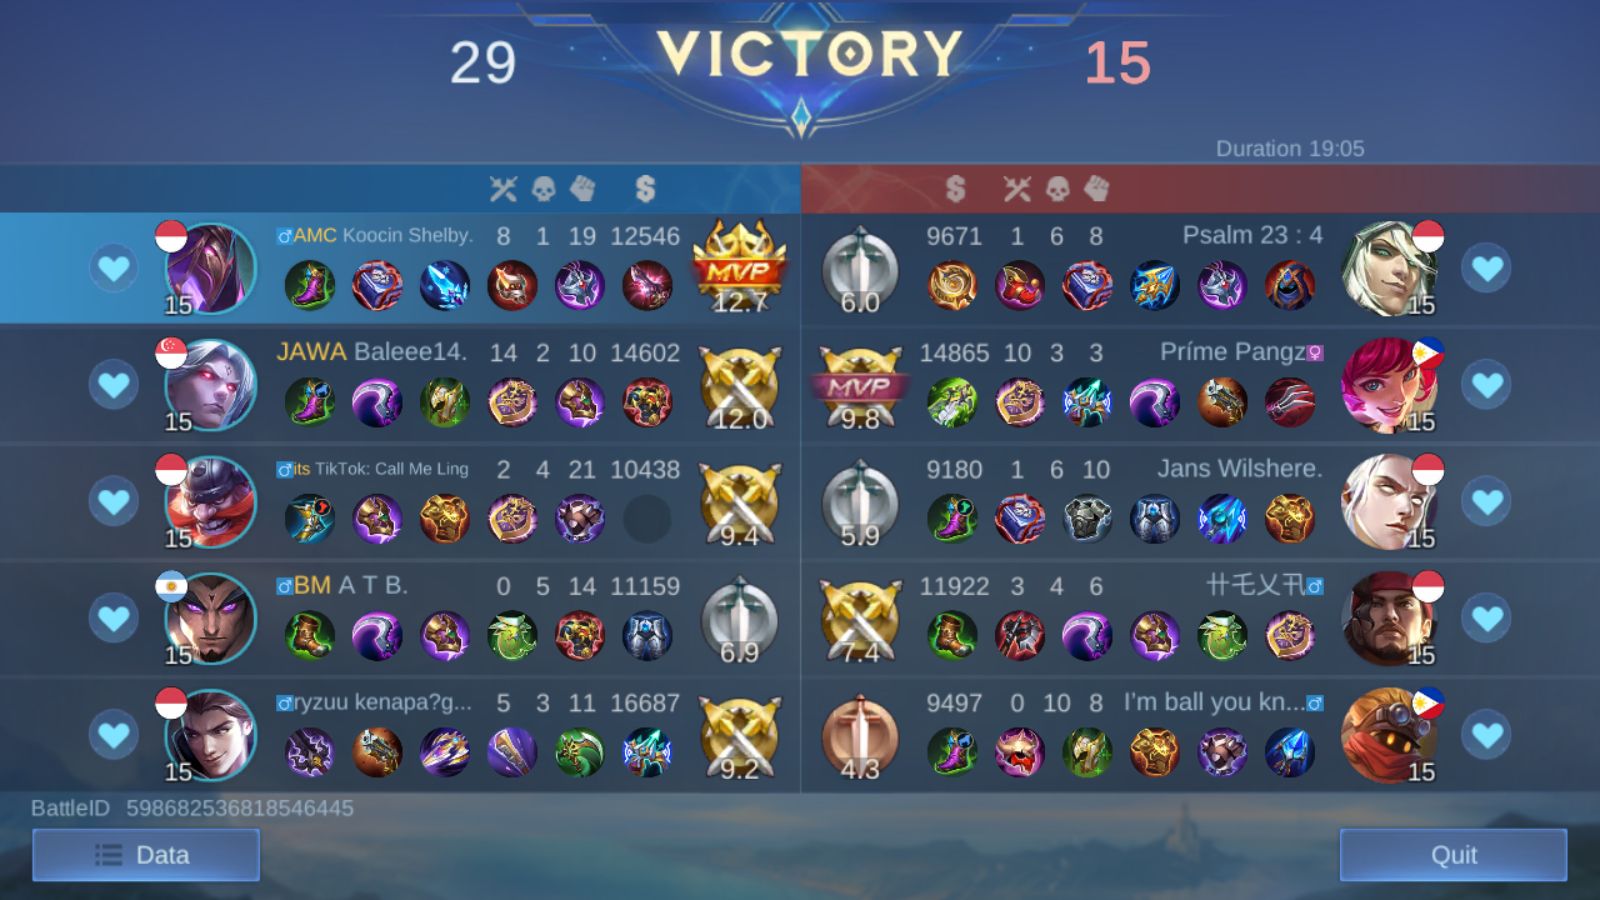 29 VICTORY 15
Duration 19:05
AMC Koocin Shelby. 8 1 19 12546 MVP 12.7 15
6.0 9671 1 6 8 Psalm 23 : 4 15
JAWA Baleee14. 14 2 10 14602 12.0 15
MVP 9.8 14865 10 3 3 Príme Pangz 15
its TikTok: Call Me Ling 2 4 21 10438 9.4 15
5.9 9180 1 6 10 Jans Wilshere. 15
BM A T B. 0 5 14 11159 6.9 15
7.4 11922 3 4 6 卄乇乂卂 15
ryzuu kenapa?g... 5 3 11 16687 9.2 15
4.3 9497 0 10 8 I'm ball you kn... 15
BattleID 598682536818546445
Data
Quit